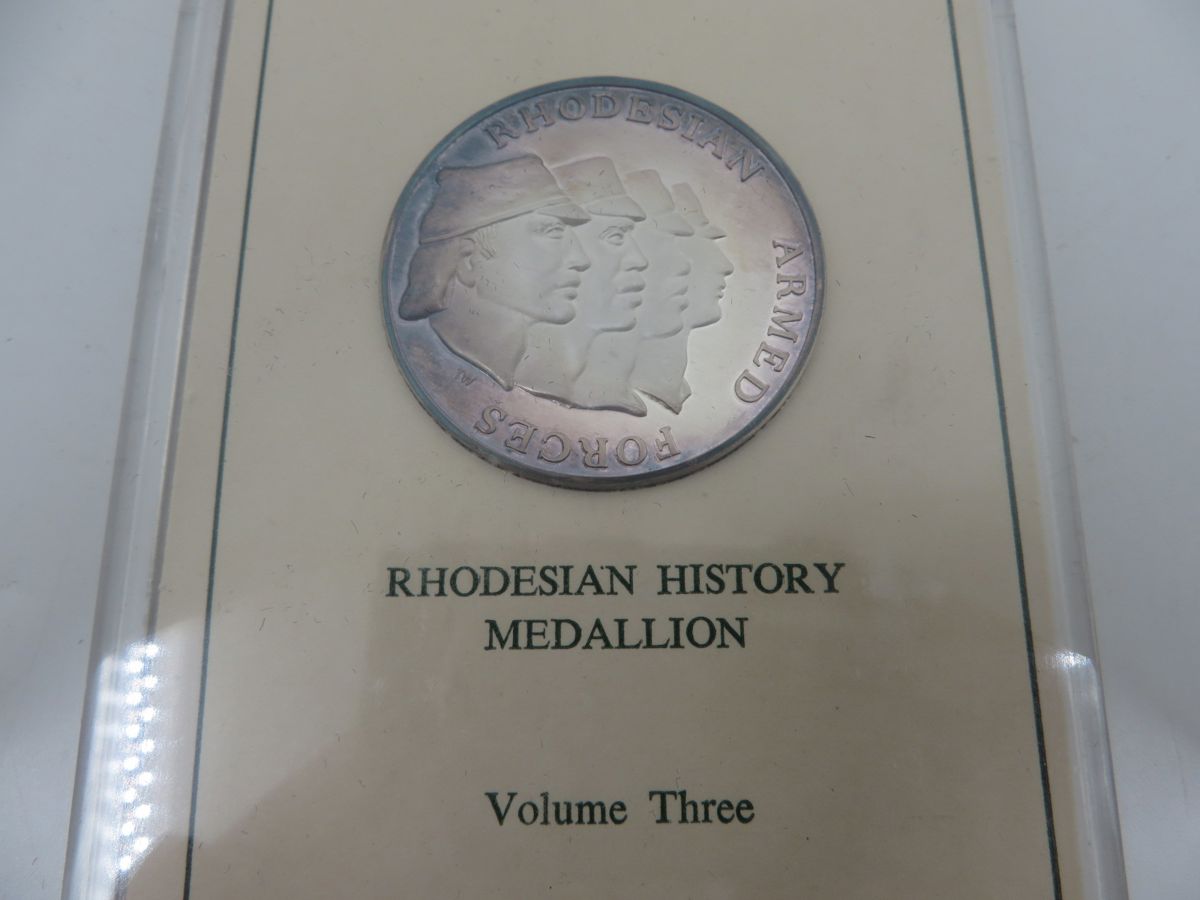 RHODESIAN ARMED FORCES
W
RHODESIAN HISTORY
MEDALLION
Volume Three